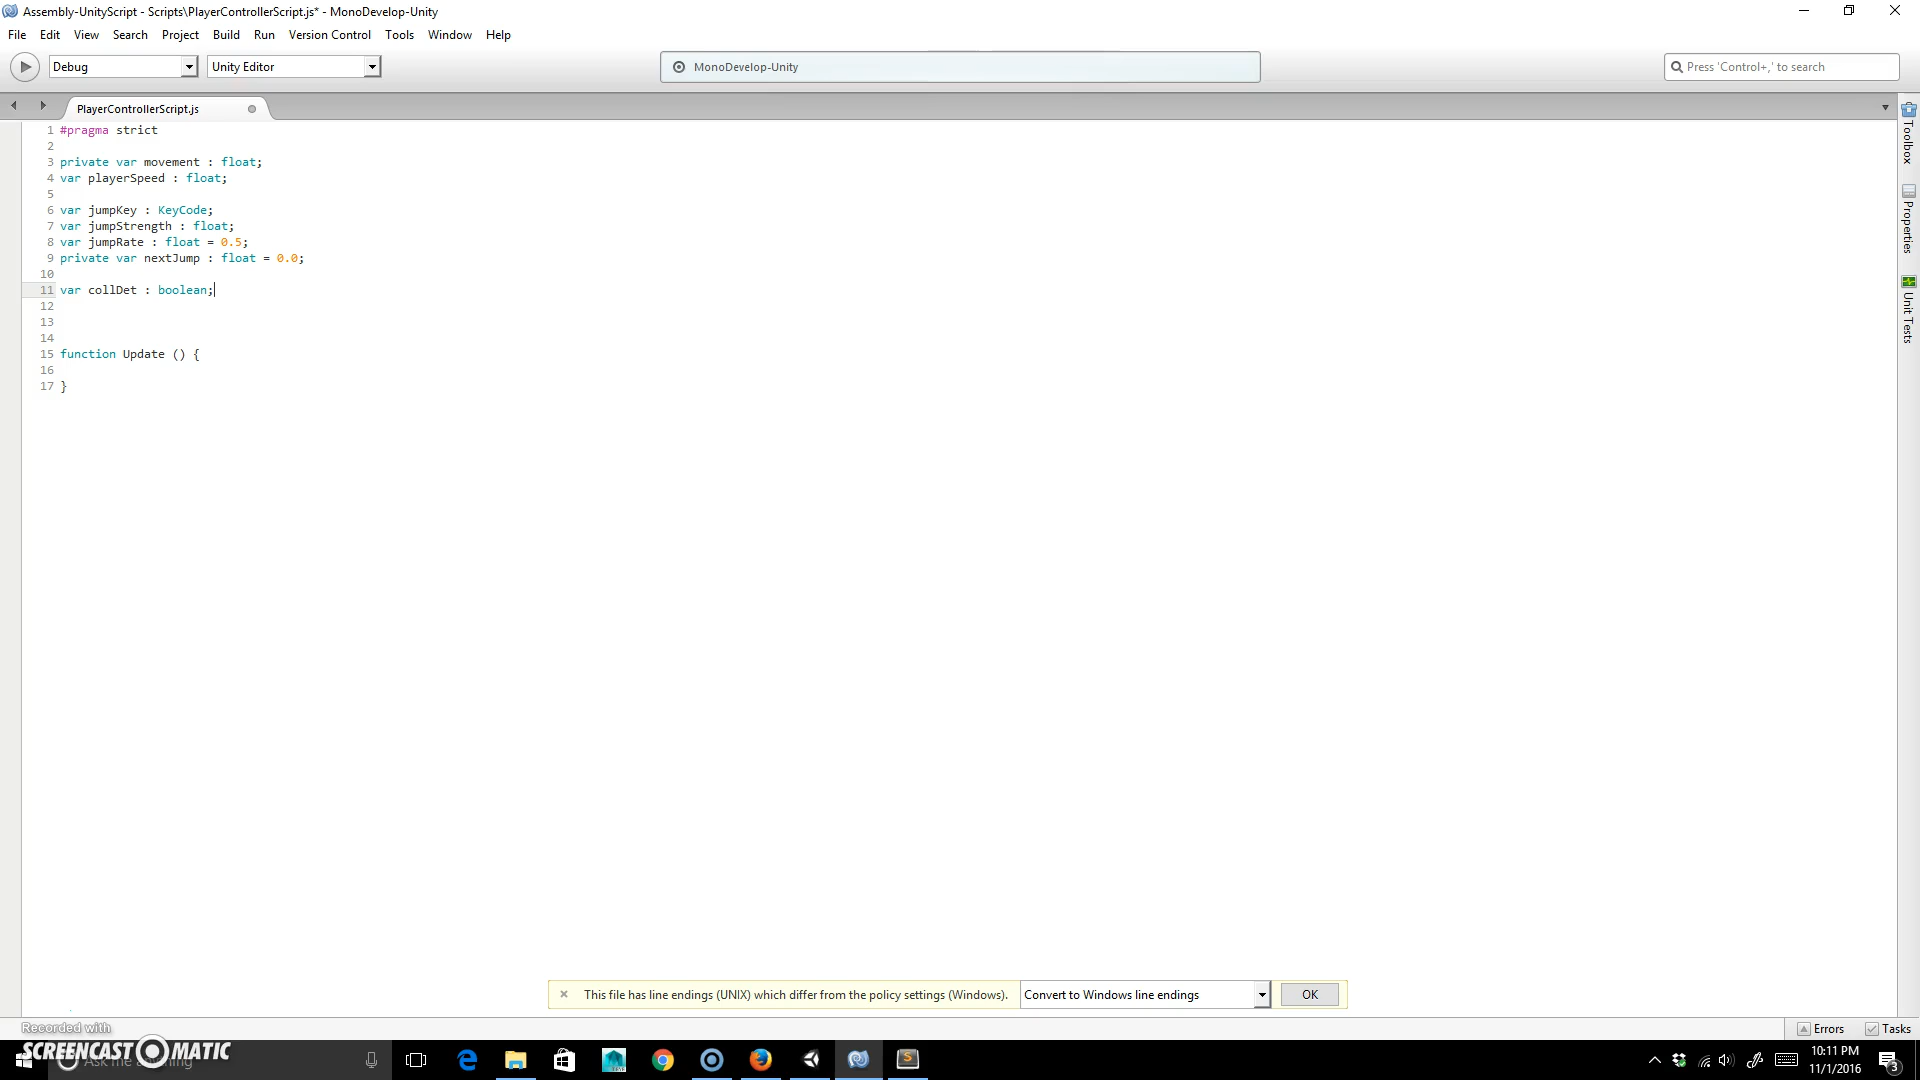 Assembly-UnityScript - Scripts\PlayerControllerScript.js* - MonoDevelop-Unity
File Edit View Search Project Build Run Version Control Tools Window Help
Debug Unity Editor MonoDevelop-Unity Press 'Control+,' to search
PlayerControllerScript.js
1 #pragma strict
2
3 private var movement : float;
4 var playerSpeed : float;
5
6 var jumpKey : KeyCode;
7 var jumpStrength : float;
8 var jumpRate : float = 0.5;
9 private var nextJump : float = 0.0;
10
11 var collDet : boolean;
12
13
14
15 function Update () {
16
17 }
Toolbox
Properties
Unit Tests
This file has line endings (UNIX) which differ from the policy settings (Windows). Convert to Windows line endings OK
Errors Tasks
Recorded with
SCREENCAST MATIC
Ask me anything
10:11 PM
11/1/2016
3